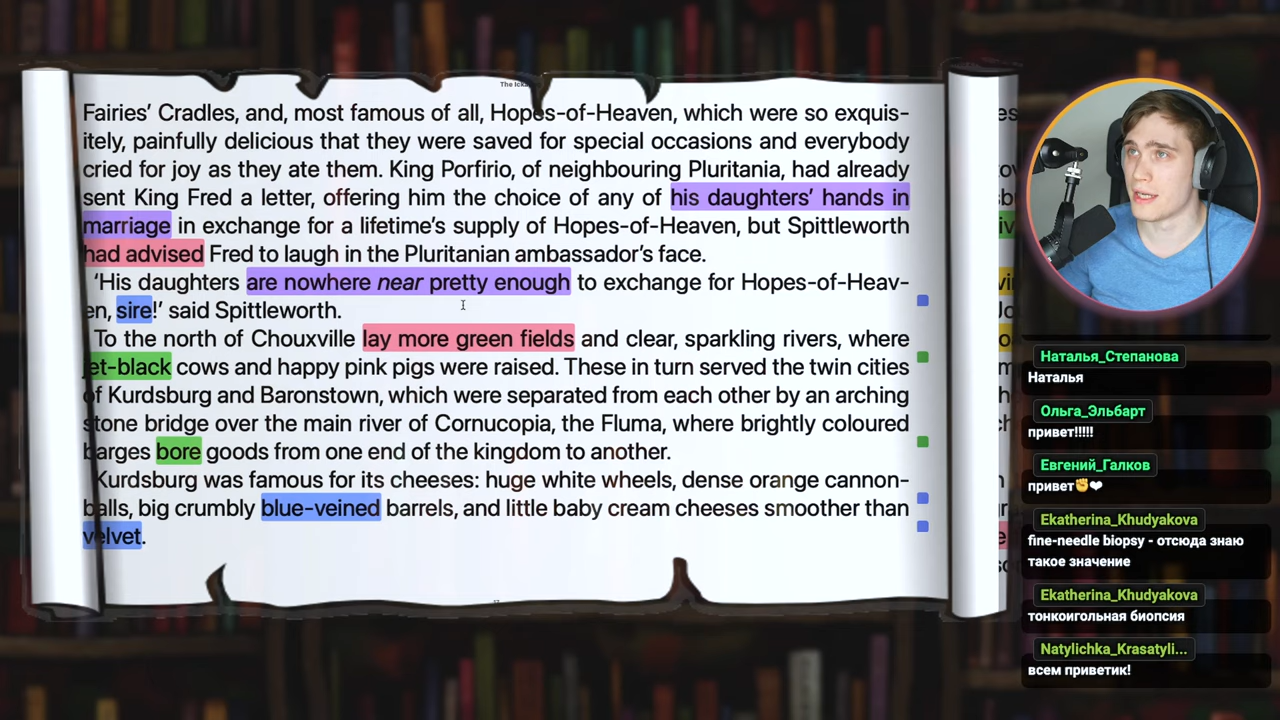 Fairies’ Cradles, and, most famous of all, Hopes-of-Heaven, which were so exquis-
itely, painfully delicious that they were saved for special occasions and everybody
cried for joy as they ate them. King Porfirio, of neighbouring Pluritania, had already
sent King Fred a letter, offering him the choice of any of his daughters’ hands in
marriage in exchange for a lifetime’s supply of Hopes-of-Heaven, but Spittleworth
had advised Fred to laugh in the Pluritanian ambassador’s face.
‘His daughters are nowhere near pretty enough to exchange for Hopes-of-Heav-
en, sire!’ said Spittleworth.
To the north of Chouxville lay more green fields and clear, sparkling rivers, where
jet-black cows and happy pink pigs were raised. These in turn served the twin cities
of Kurdsburg and Baronstown, which were separated from each other by an arching
stone bridge over the main river of Cornucopia, the Fluma, where brightly coloured
barges bore goods from one end of the kingdom to another.
Kurdsburg was famous for its cheeses: huge white wheels, dense orange cannon-
balls, big crumbly blue-veined barrels, and little baby cream cheeses smoother than
velvet.
Наталья_Степанова
Наталья
Ольга_Эльбарт
привет!!!!!
Евгений_Галков
привет✊❤
Ekatherina_Khudyakova
fine-needle biopsy - отсюда знаю
такое значение
Ekatherina_Khudyakova
тонкоигольная биопсия
Natylichka_Krasatyli...
всем приветик!